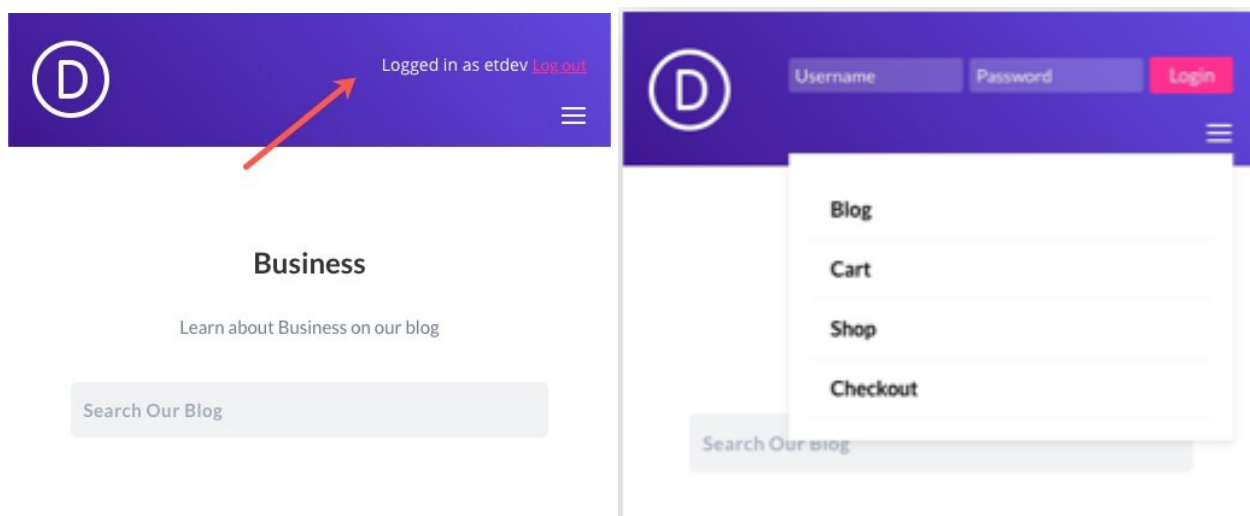 D
Logged in as etdev Log out
Business
Learn about Business on our blog
Search Our Blog
D
Username Password Login
Blog
Cart
Shop
Checkout
Search Our Blog